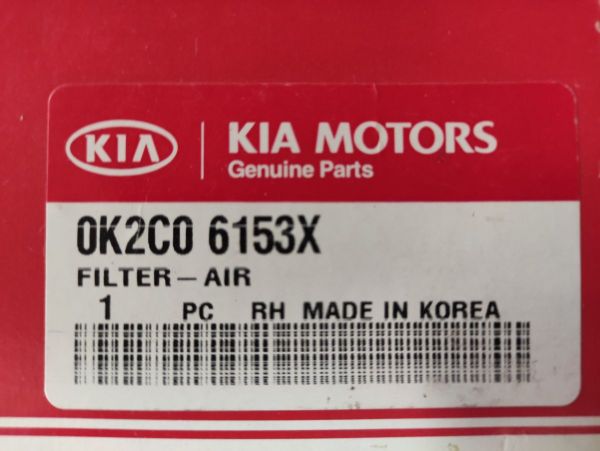 KIA
KIA MOTORS
Genuine Parts
0K2C0 6153X
FILTER-AIR
1 PC RH MADE IN KOREA